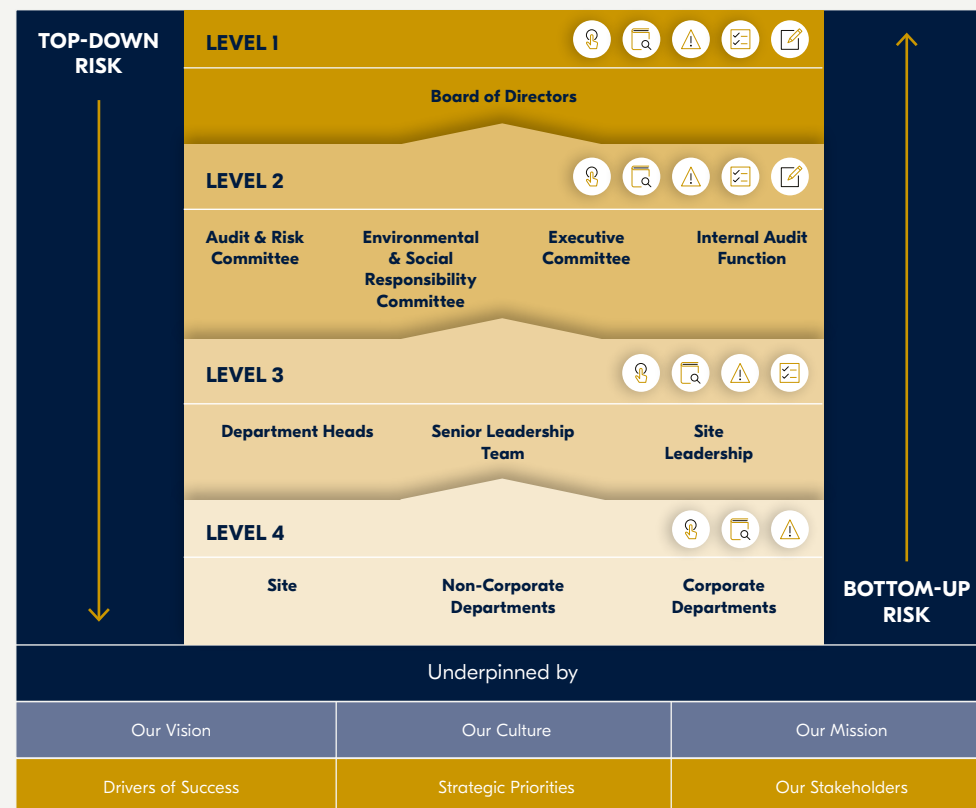 TOP-DOWN
RISK
LEVEL 1
Board of Directors
LEVEL 2
Audit & Risk
Committee
Environmental
& Social
Responsibility
Committee
Executive
Committee
Internal Audit
Function
LEVEL 3
Department Heads
Senior Leadership
Team
Site
Leadership
LEVEL 4
Site
Non-Corporate
Departments
Corporate
Departments
BOTTOM-UP
RISK
Underpinned by
Our Vision
Our Culture
Our Mission
Drivers of Success
Strategic Priorities
Our Stakeholders